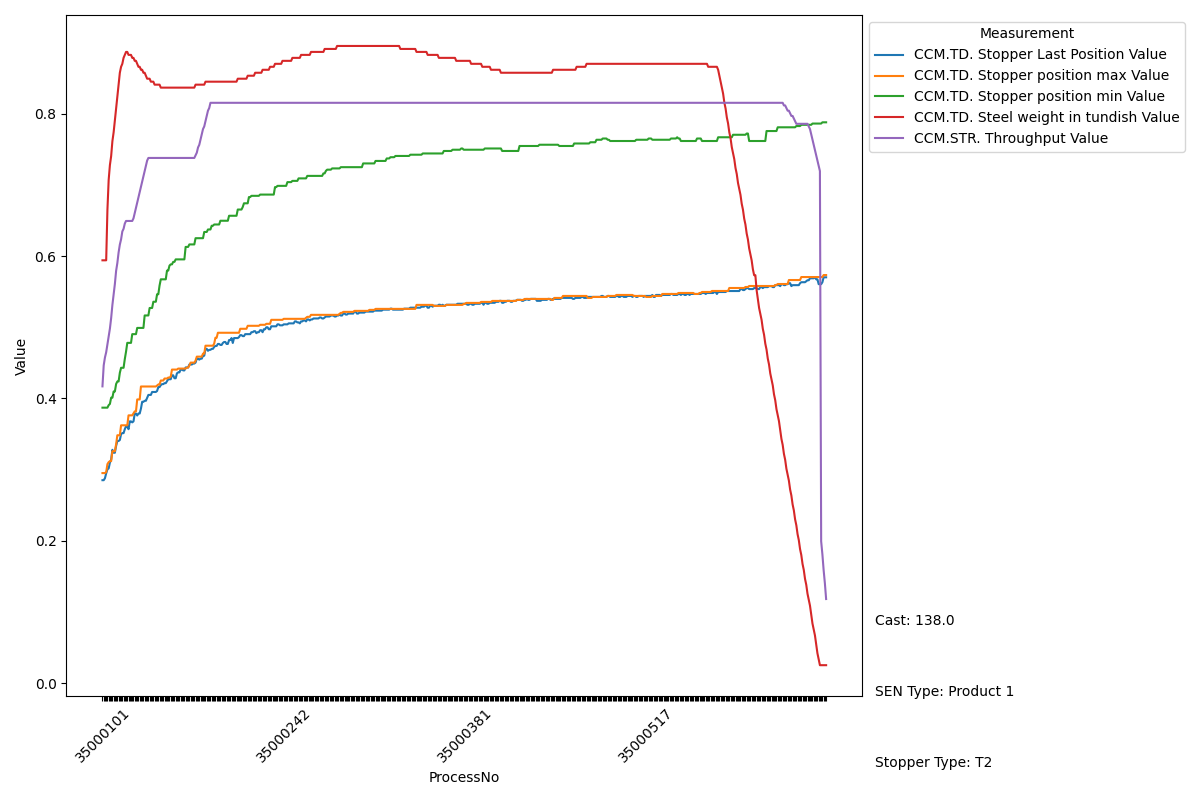 Measurement
CCM.TD. Stopper Last Position Value
CCM.TD. Stopper position max Value
CCM.TD. Stopper position min Value
CCM.TD. Steel weight in tundish Value
CCM.STR. Throughput Value
Value
0.8
0.6
0.4
0.2
0.0
35000101
35000242
35000381
35000517
ProcessNo
Cast: 138.0
SEN Type: Product 1
Stopper Type: T2